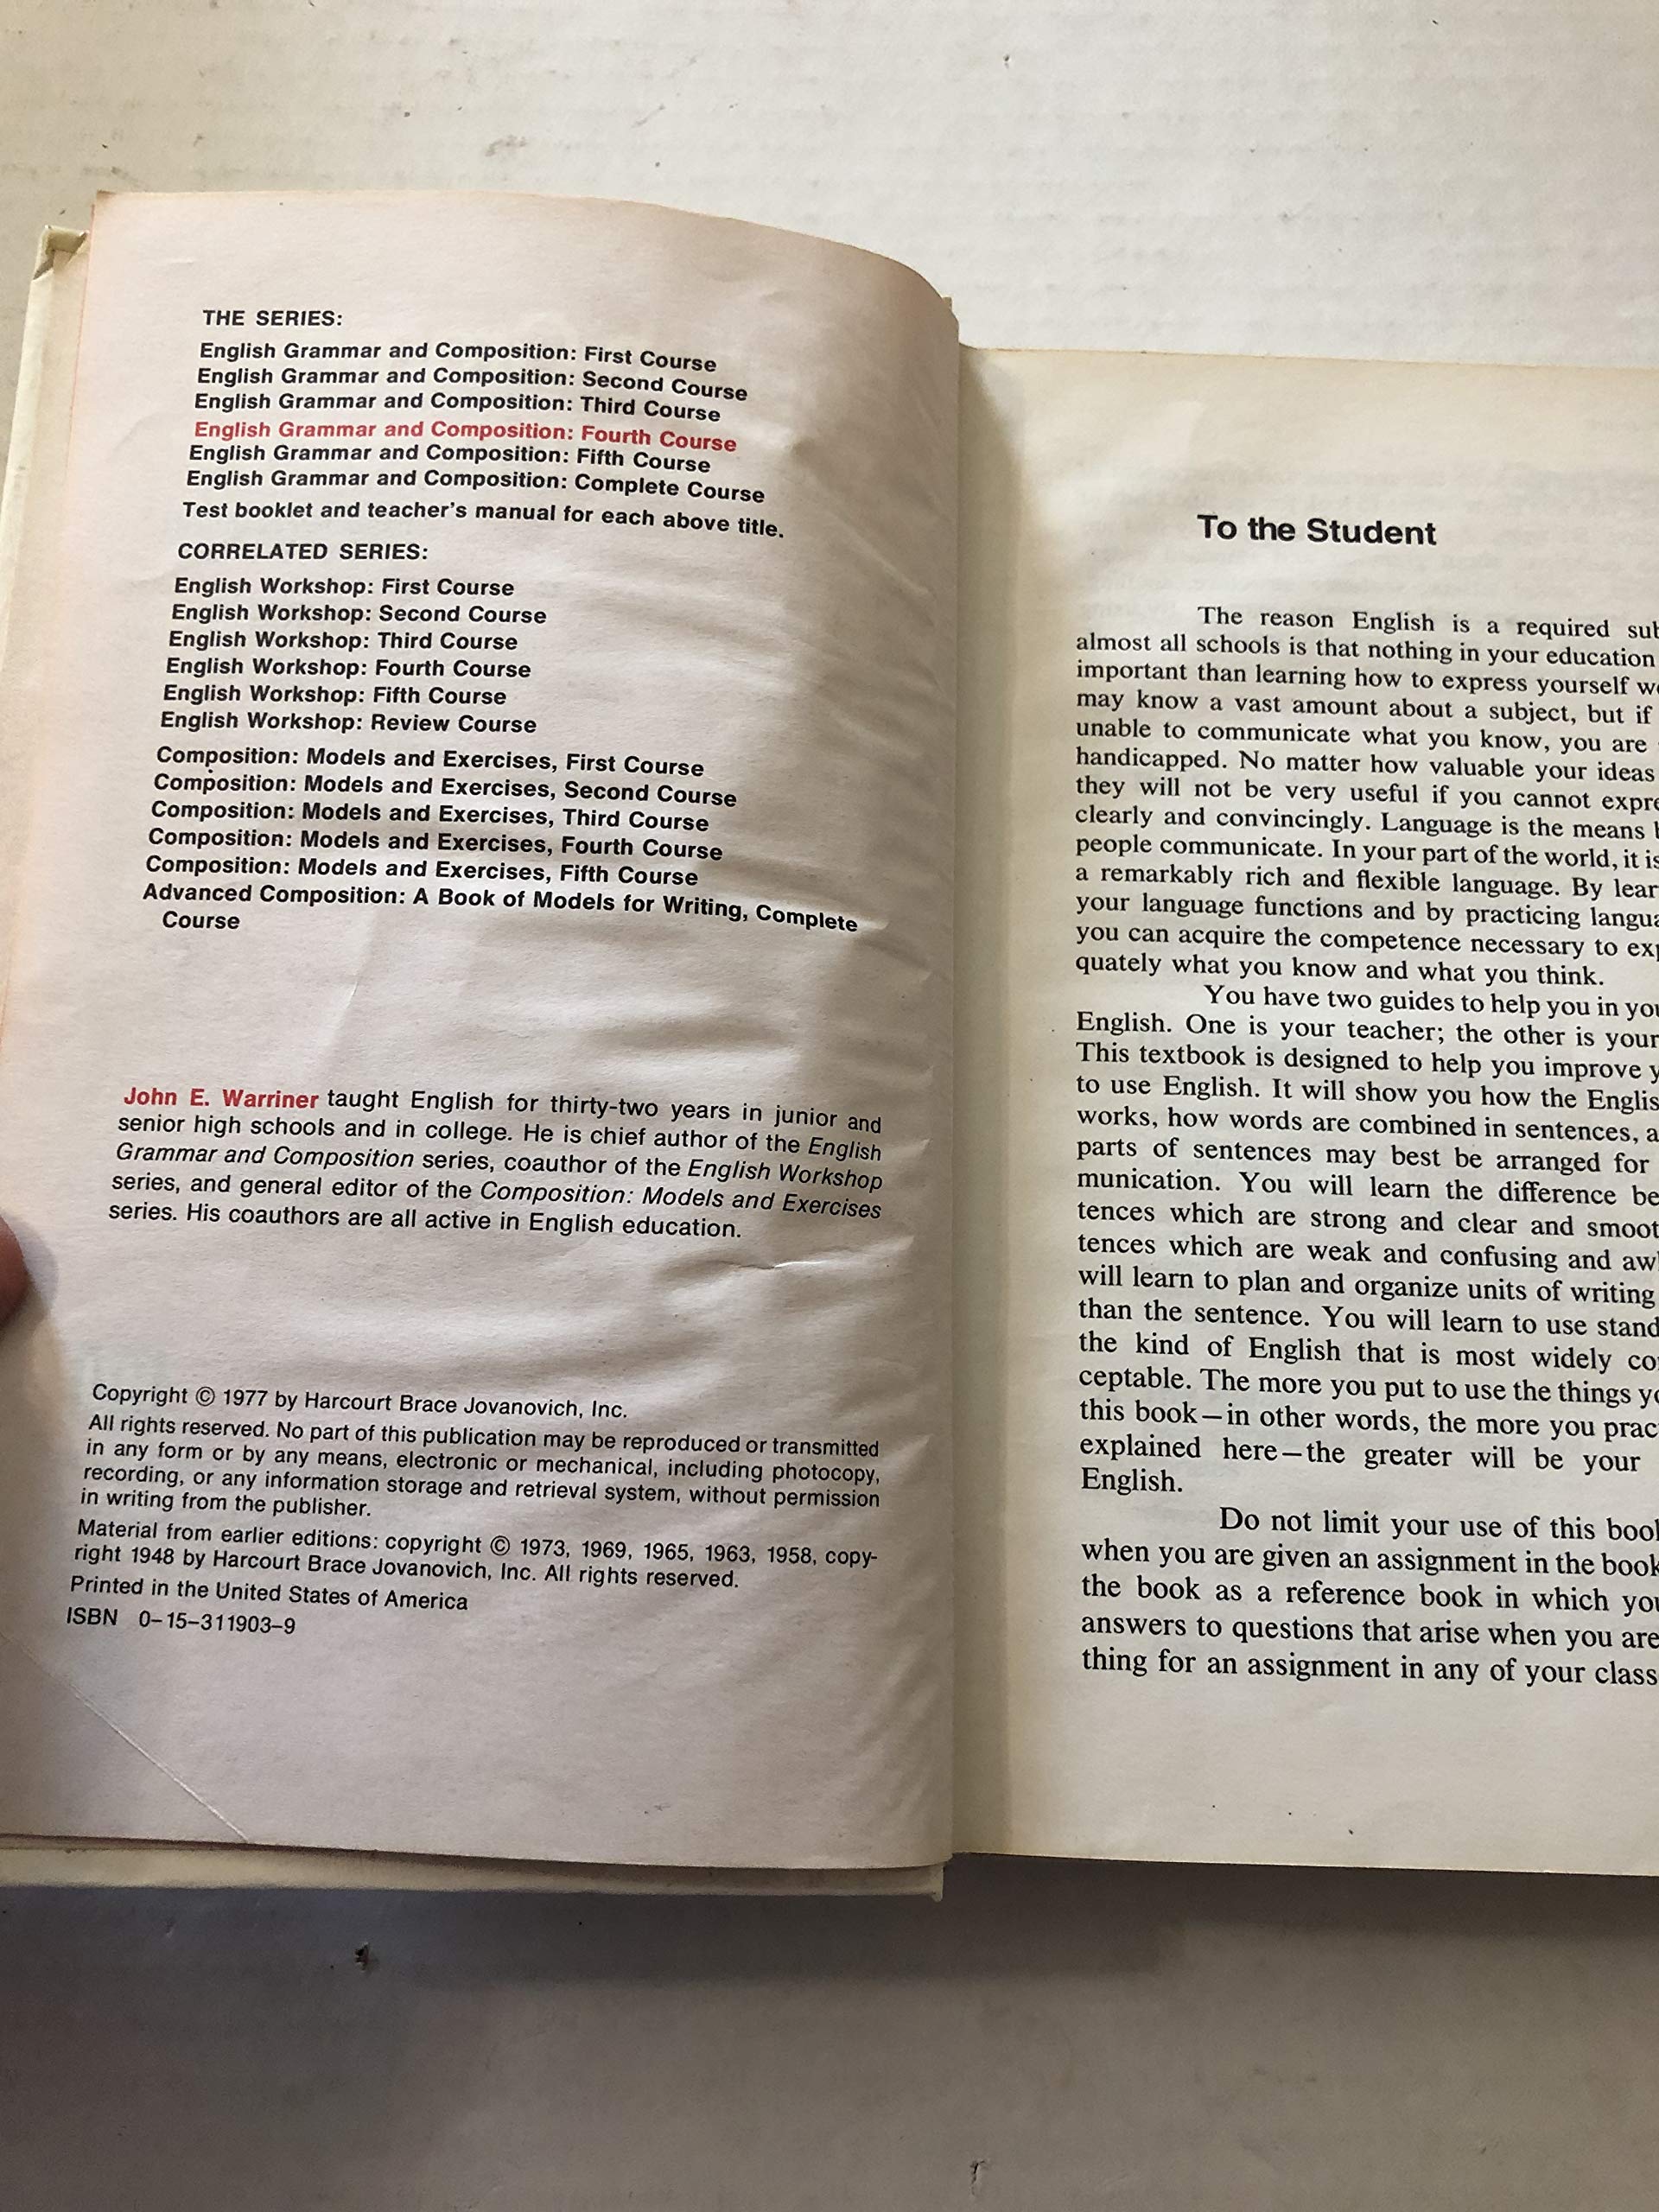 THE SERIES:
English Grammar and Composition: First Course
English Grammar and Composition: Second Course
English Grammar and Composition: Third Course
English Grammar and Composition: Fourth Course
English Grammar and Composition: Fifth Course
English Grammar and Composition: Complete Course
Test booklet and teacher's manual for each above title.
CORRELATED SERIES:
English Workshop: First Course
English Workshop: Second Course
English Workshop: Third Course
English Workshop: Fourth Course
English Workshop: Fifth Course
English Workshop: Review Course
Composition: Models and Exercises, First Course
Composition: Models and Exercises, Second Course
Composition: Models and Exercises, Third Course
Composition: Models and Exercises, Fourth Course
Composition: Models and Exercises, Fifth Course
Advanced Composition: A Book of Models for Writing, Complete
Course
John E. Warriner taught English for thirty-two years in junior and
senior high schools and in college. He is chief author of the English
Grammar and Composition series, coauthor of the English Workshop
series, and general editor of the Composition: Models and Exercises
series. His coauthors are all active in English education.
Copyright © 1977 by Harcourt Brace Jovanovich, Inc.
All rights reserved. No part of this publication may be reproduced or transmitted
in any form or by any means, electronic or mechanical, including photocopy,
recording, or any information storage and retrieval system, without permission
in writing from the publisher.
Material from earlier editions: copyright © 1973, 1969, 1965, 1963, 1958, copy-
right 1948 by Harcourt Brace Jovanovich, Inc. All rights reserved.
Printed in the United States of America
ISBN 0-15-311903-9
To the Student
The reason English is a required
almost all schools is that nothing in your education
important than learning how to express yourself
may know a vast amount about a subject, but if
unable to communicate what you know, you are
handicapped. No matter how valuable your ideas
they will not be very useful if you cannot
clearly and convincingly. Language is the means
people communicate. In your part of the world, it is
a remarkably rich and flexible language. By
your language functions and by practicing
you can acquire the competence necessary to
quately what you know and what you think.
You have two guides to help you in
English. One is your teacher; the other is your
This textbook is designed to help you improve
to use English. It will show you how the
works, how words are combined in sentences,
parts of sentences may best be arranged for
munication. You will learn the difference
tences which are strong and clear and
tences which are weak and confusing and
will learn to plan and organize units of writing
than the sentence. You will learn to use
the kind of English that is most widely
ceptable. The more you put to use the things
this book—in other words, the more you
explained here—the greater will be your
English.
Do not limit your use of this
when you are given an assignment in the book
the book as a reference book in which
answers to questions that arise when you are
thing for an assignment in any of your